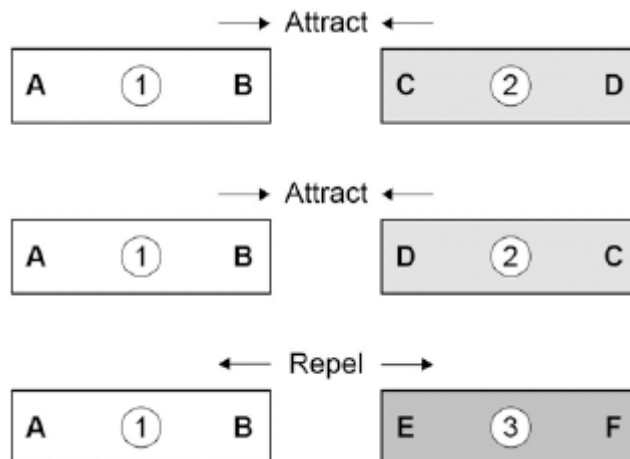 Attract
A 1 B C 2 D
Attract
A 1 B D 2 C
Repel
A 1 B E 3 F